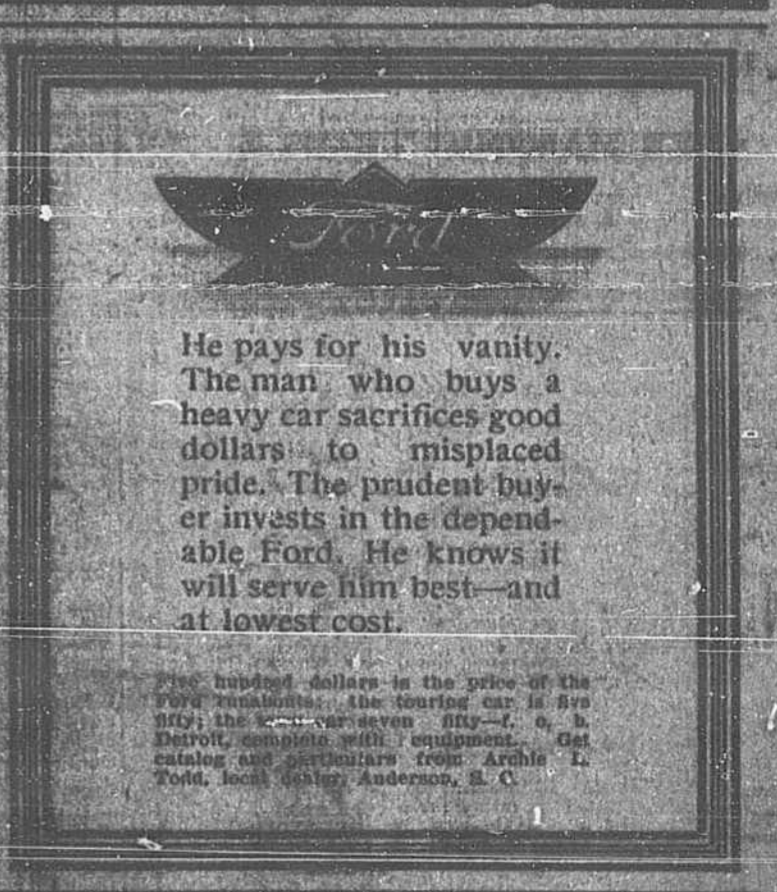 Ford
He pays for his vanity.
The man who buys a
heavy car sacrifices good
dollars to misplaced
pride. The prudent buy-
er invests in the depend-
able Ford. He knows it
will serve him best—and
at lowest cost.
Five hundred dollars is the price of the
Ford runabouts; the touring car is five
fifty; the car seven fifty—f. o. b.
Detroit, complete with equipment. Get
catalog and particulars from Archie L.
Todd, local dealer, Anderson, S. C.